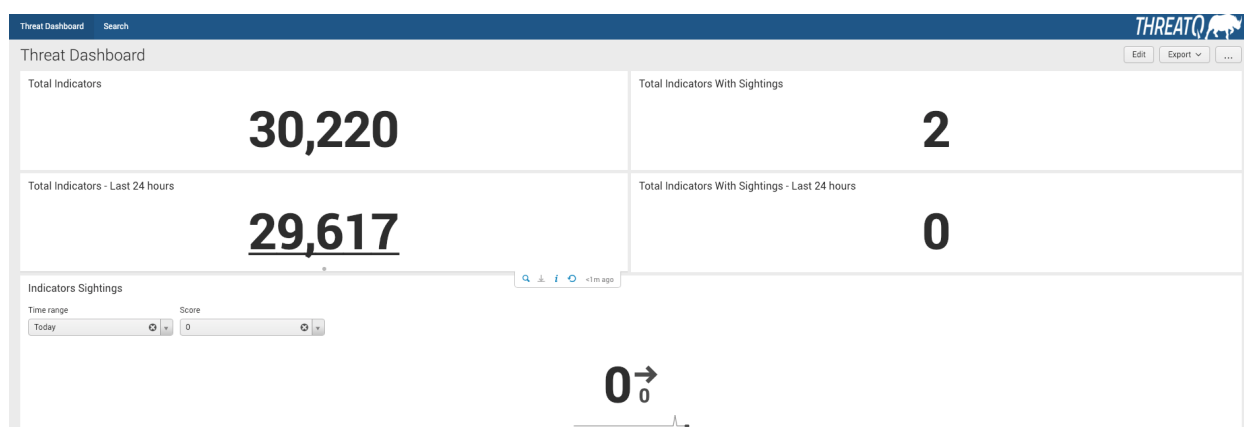 Threat Dashboard Search THREATQ
Threat Dashboard Edit Export ...
Total Indicators
30,220
Total Indicators With Sightings
2
Total Indicators - Last 24 hours
29,617
Total Indicators With Sightings - Last 24 hours
0
i <1m ago
Indicators Sightings
Time range Score
Today 0
0
0